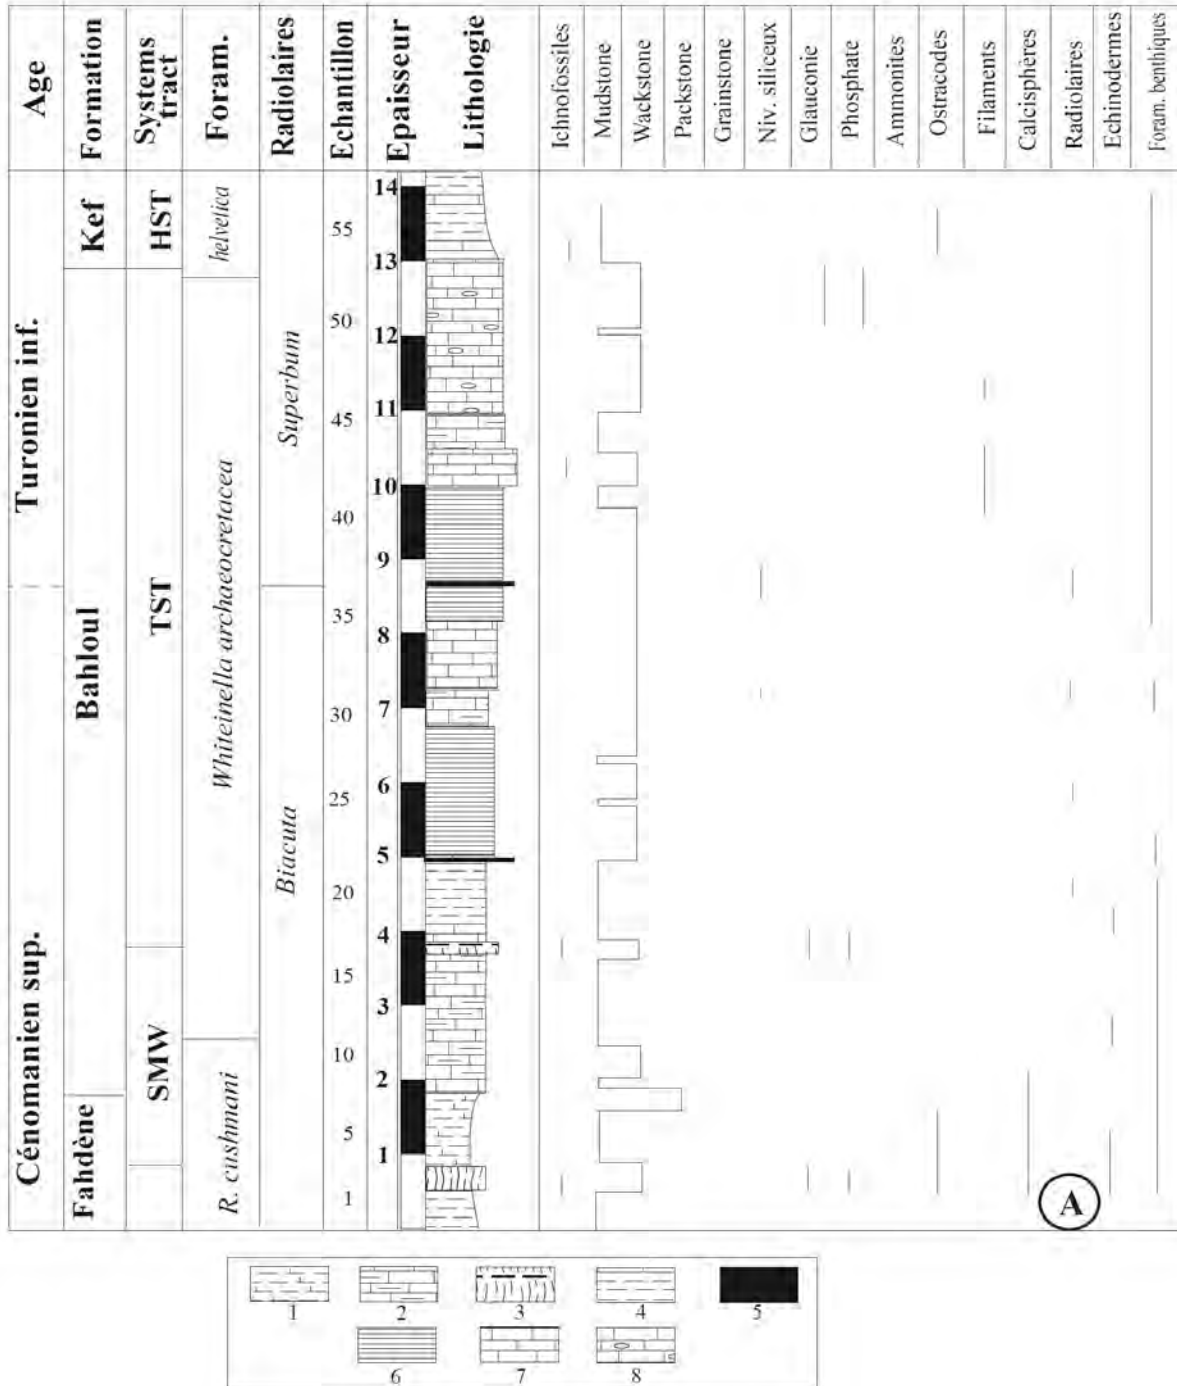 Age
Formation
Systems
tract
Foram.
Radiolaires
Echantillon
Epaisseur
Lithologie
Ichnofossiles
Mudstone
Wackstone
Packstone
Grainstone
Niv. siliceux
Glauconie
Phosphate
Ammonites
Ostracodes
Filaments
Calcisphères
Radiolaires
Echinodermes
Foram. benthiques
Turonien inf.
Cénomanien sup.
Kef
Bahloul
Fahdène
HST
TST
SMW
helvetica
Whiteinella archaeocretacea
R. cushmani
Superbum
Biacuta
55
50
45
40
35
30
25
20
15
10
5
1
14
13
12
11
10
9
8
7
6
5
4
3
2
1
A
1
2
3
4
5
6
7
8